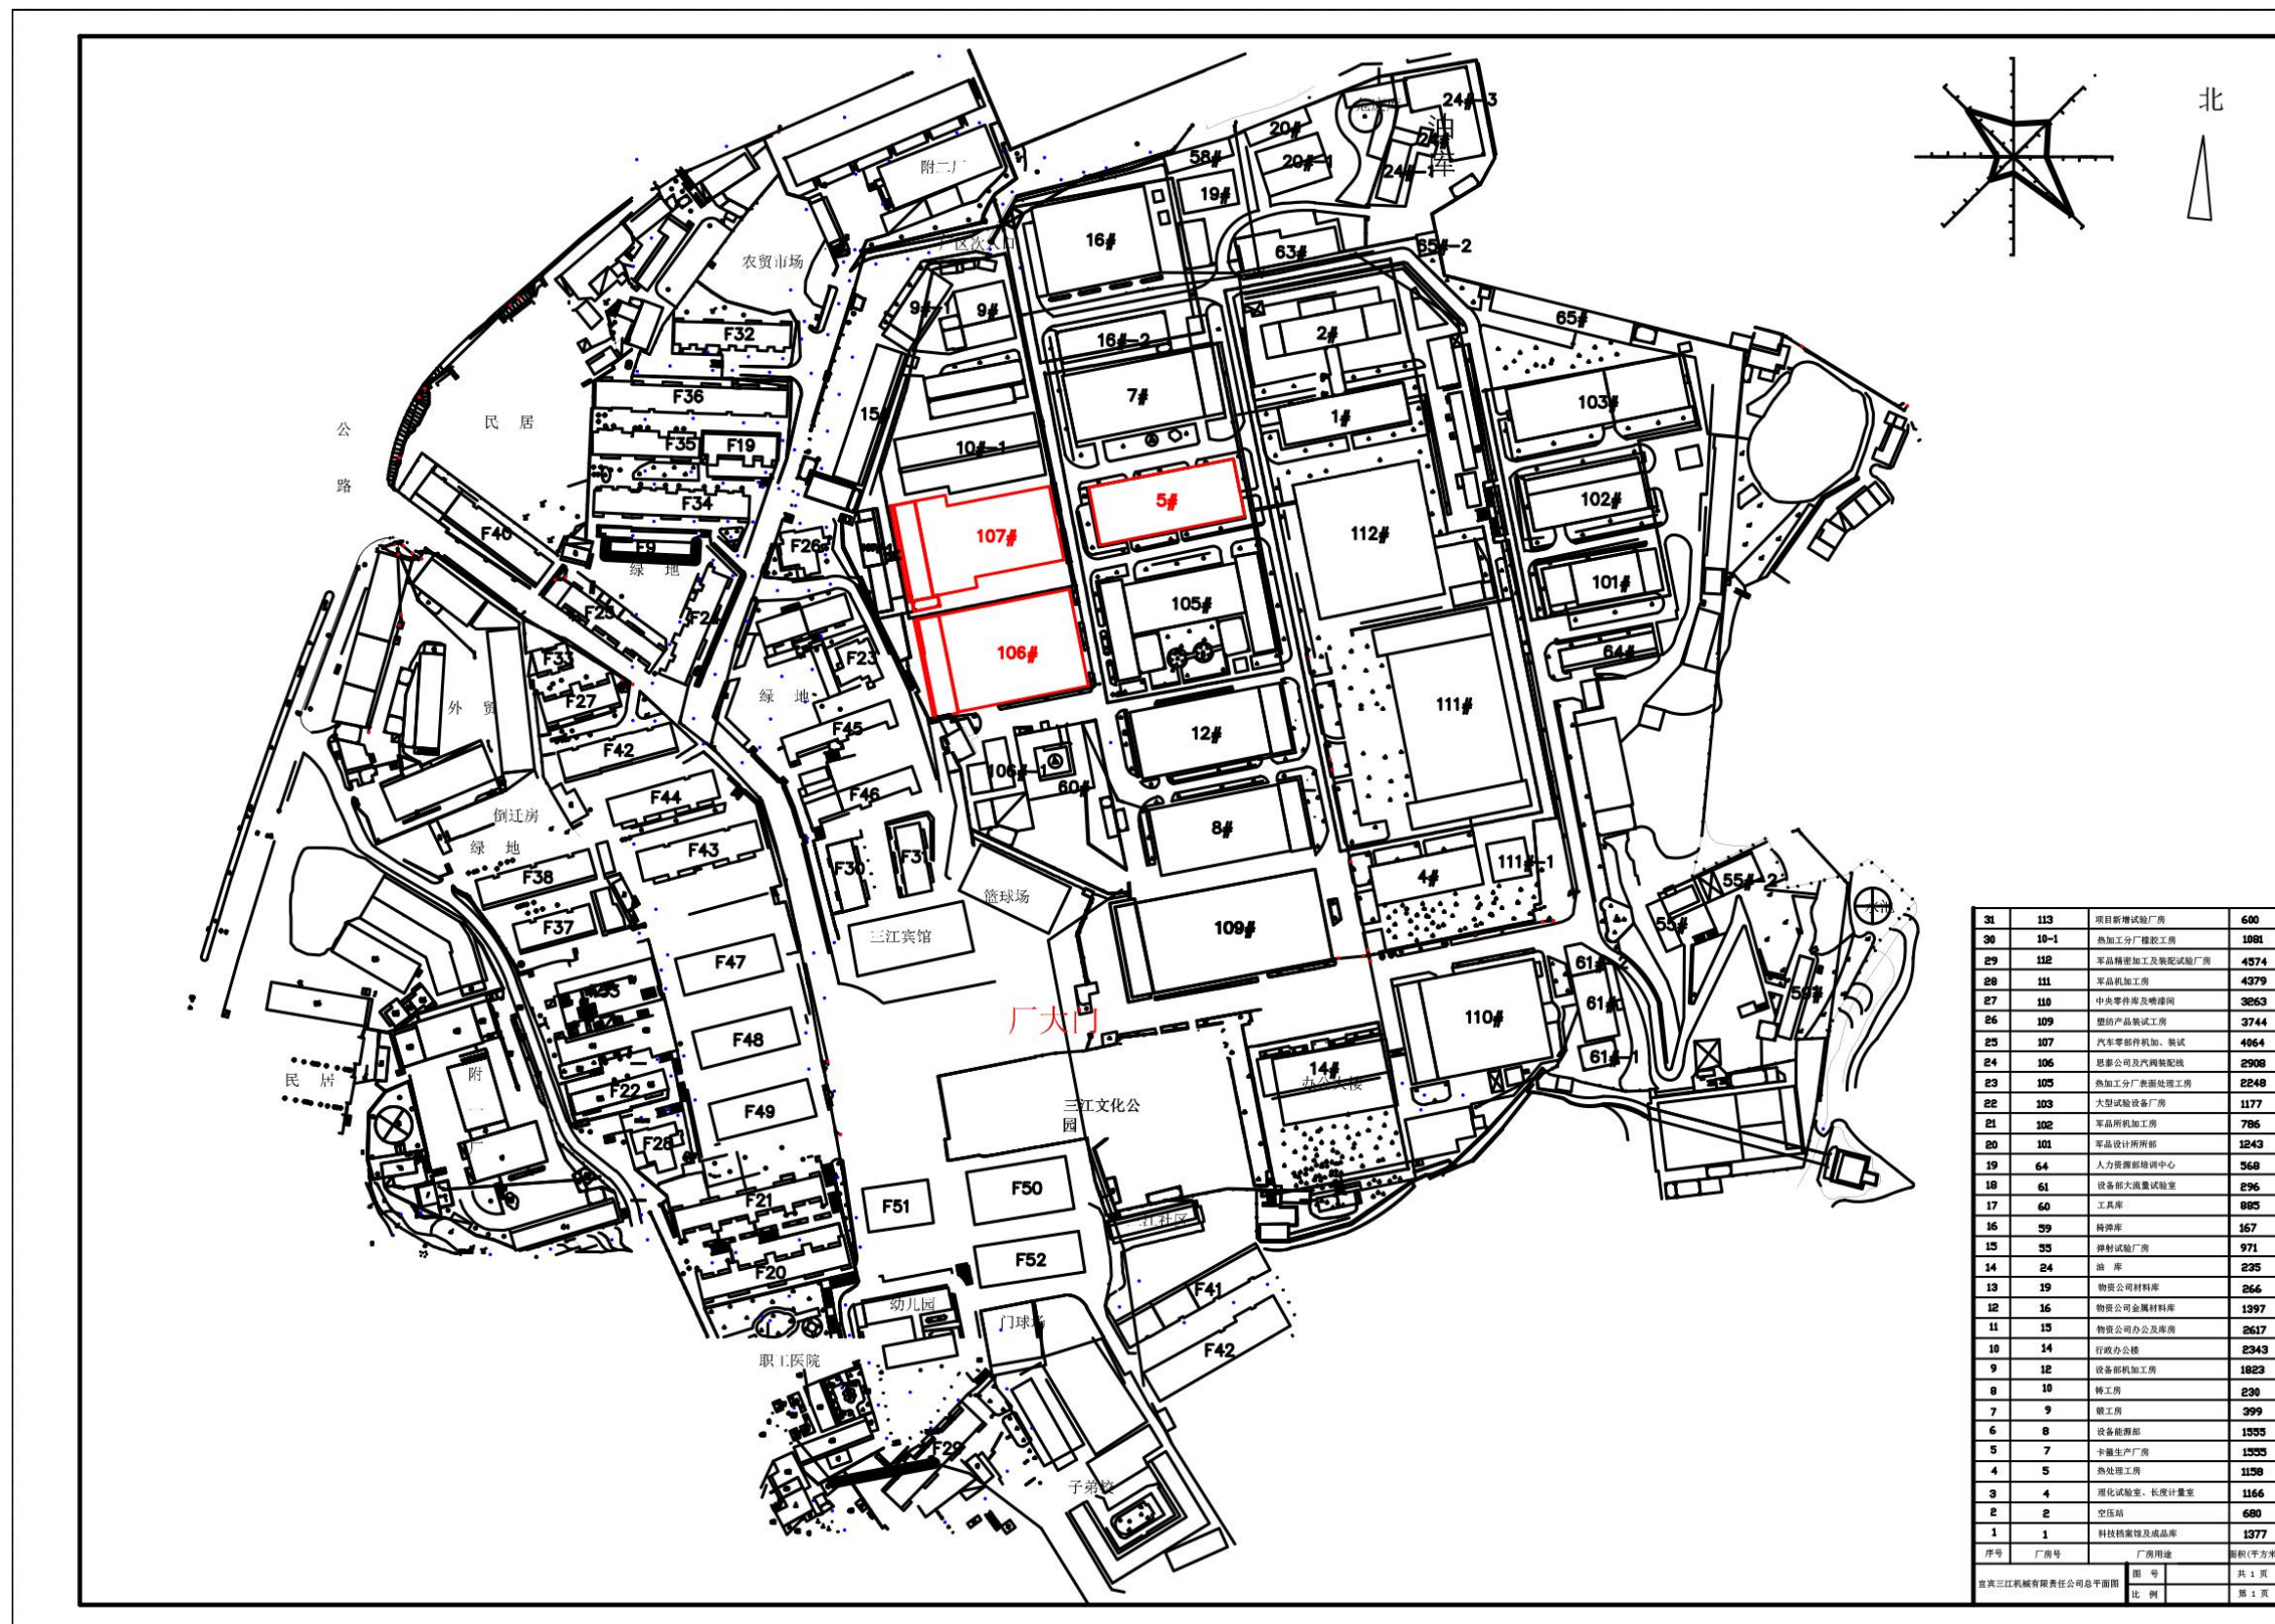 北
24#-3
危废库
20#
油
库
24#
58#
20#-1
附二厂
24#-1
19#
厂区次入口
16#
65#-2
63#
农贸市场
9#-1
9#
65#
F32
16#-2
2#
F36
7#
103#
15
1#
公
民 居
F35
F19
10#-1
路
F34
5#
102#
F40
107#
112#
F9
F26
绿 地
101#
F25
105#
F33
F23
106#
64#
绿 地
外 贸
F27
111#
F45
12#
F42
106#-1
60#
F44
F46
倒迁房
8#
绿 地
F43
F31
111#-1
F30
4#
F38
55#-2
篮球场
水池
F37
55#
三江宾馆
109#
F47
61#-2
59#
61#
厂大门
110#
F48
61#-1
14#
办公大楼
民 居
附
一
厂
F22
三江文化公
园
F49
F28
F50
F21
F51
三江社区
F52
F20
F41
幼儿园
门球场
F42
职工医院
F29
子弟校
31 113 项目新增试验厂房 600
30 10-1 热加工分厂橡胶工房 1081
29 112 军品精密加工及装配试验厂房 4574
28 111 军品机加工房 4379
27 110 中央零件库及喷漆间 3263
26 109 塑纺产品装试工房 3744
25 107 汽车零部件机加、装试 4064
24 106 思泰公司及汽阀装配线 2908
23 105 热加工分厂表面处理工房 2248
22 103 大型试验设备厂房 1177
21 102 军品所机加工房 786
20 101 军品设计所所部 1243
19 64 人力资源部培训中心 568
18 61 设备部大流量试验室 296
17 60 工具库 885
16 59 椅弹库 167
15 55 弹射试验厂房 971
14 24 油 库 235
13 19 物资公司材料库 266
12 16 物资公司金属材料库 1397
11 15 物资公司办公及库房 2617
10 14 行政办公楼 2343
9 12 设备部机加工房 1823
8 10 铸工房 230
7 9 锻工房 399
6 8 设备能源部 1555
5 7 卡箍生产厂房 1555
4 5 热处理工房 1158
3 4 理化试验室、长度计量室 1166
2 2 空压站 680
1 1 科技档案馆及成品库 1377
序号 厂房号 厂房用途 面积(平方米
宜宾三江机械有限责任公司总平面图
图 号 共 1 页
比 例 第 1 页